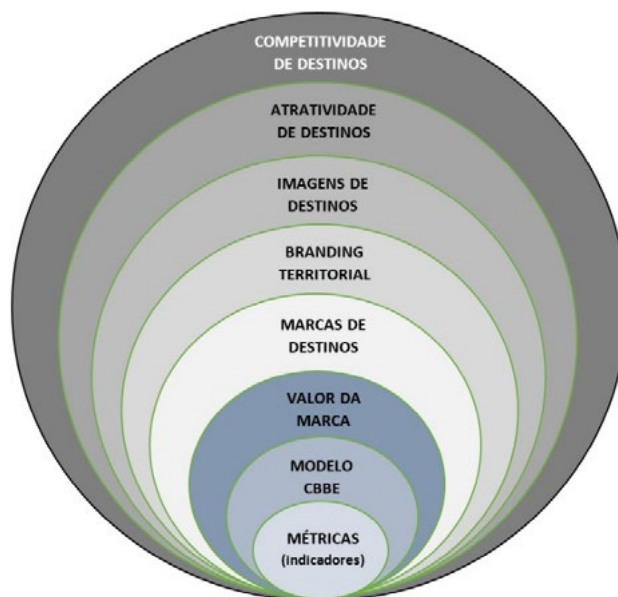 COMPETITIVIDADE
DE DESTINOS
ATRATIVIDADE
DE DESTINOS
IMAGENS DE
DESTINOS
BRANDING
TERRITORIAL
MARCAS DE
DESTINOS
VALOR DA
MARCA
MODELO
CBBE
MÉTRICAS
(indicadores)